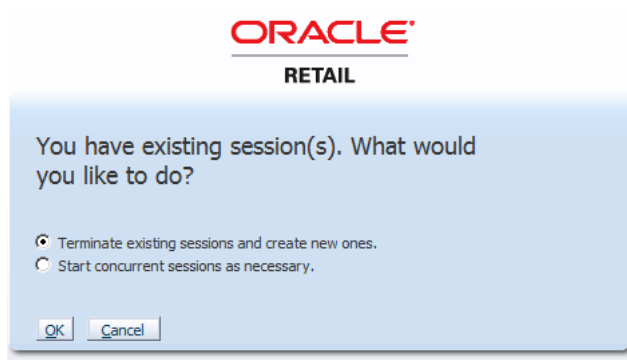 ORACLE
RETAIL
You have existing session(s). What would
you like to do?
Terminate existing sessions and create new ones.
Start concurrent sessions as necessary.
OK Cancel